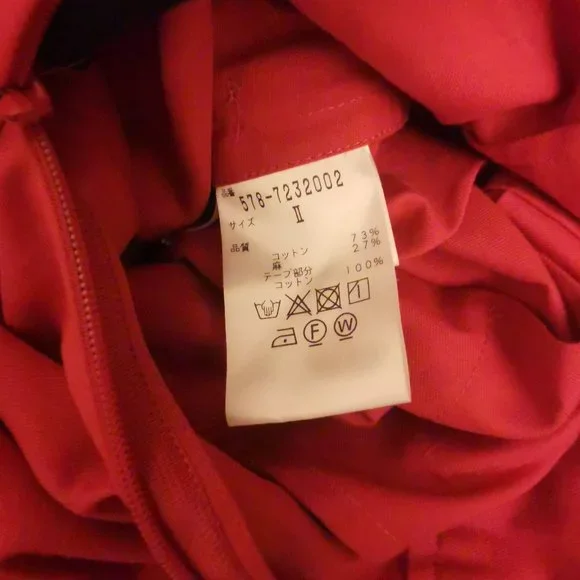 品番
578-7232002
サイズ
II
品質
コットン 73%
麻 27%
テープ部分
コットン 100%
F W